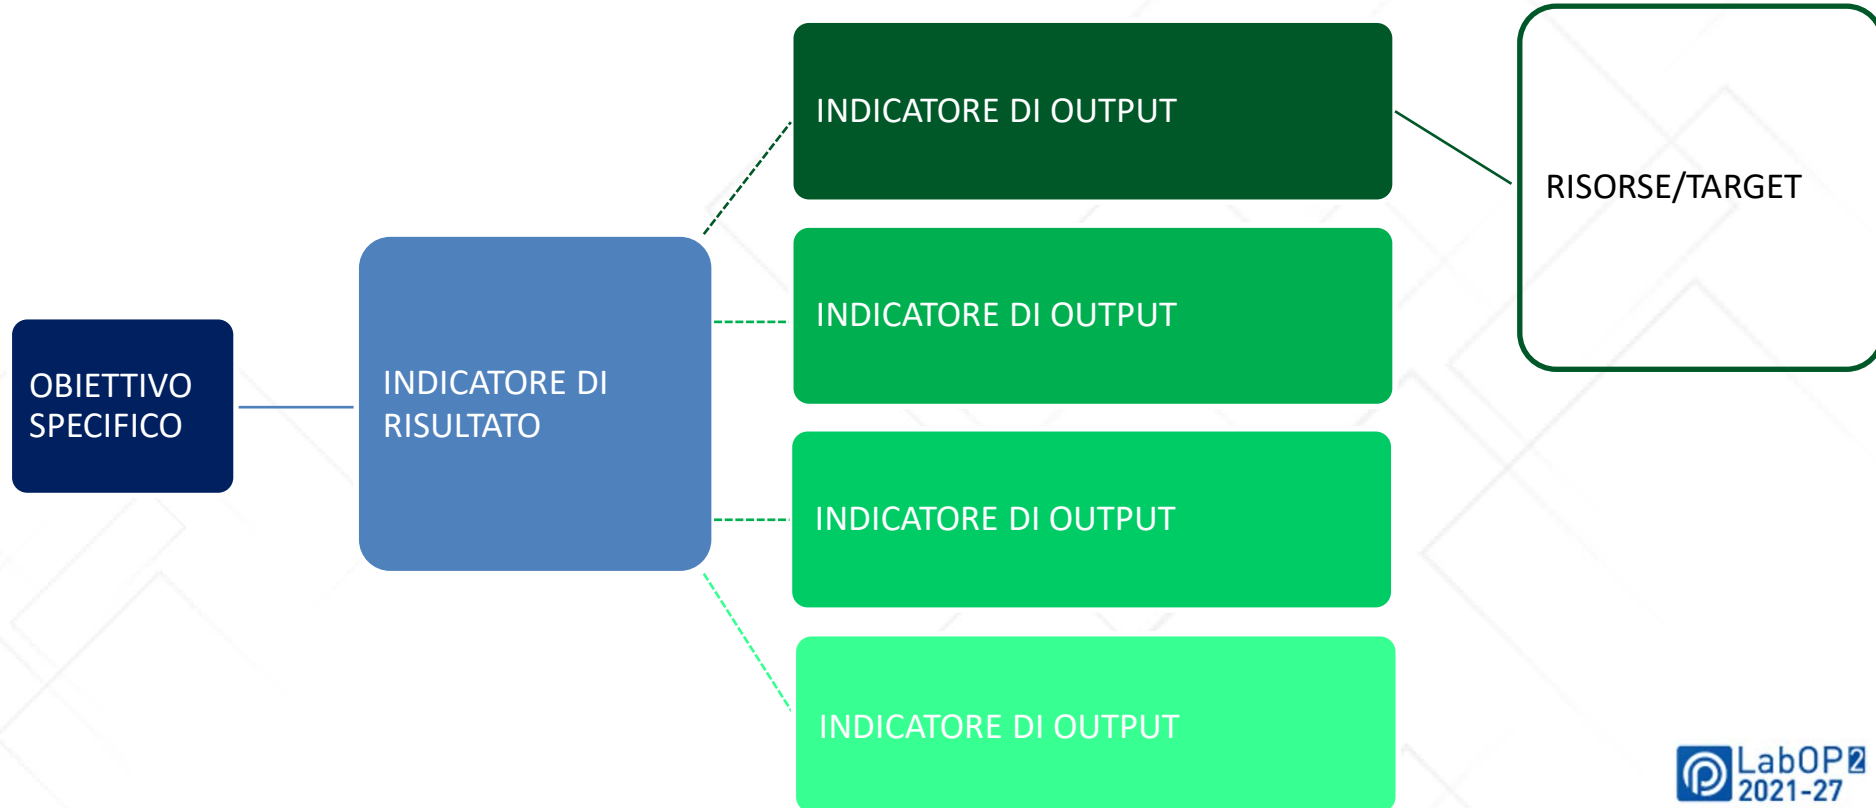 OBIETTIVO
SPECIFICO
INDICATORE DI
RISULTATO
INDICATORE DI OUTPUT
INDICATORE DI OUTPUT
INDICATORE DI OUTPUT
INDICATORE DI OUTPUT
RISORSE/TARGET
LabOP2
2021-27